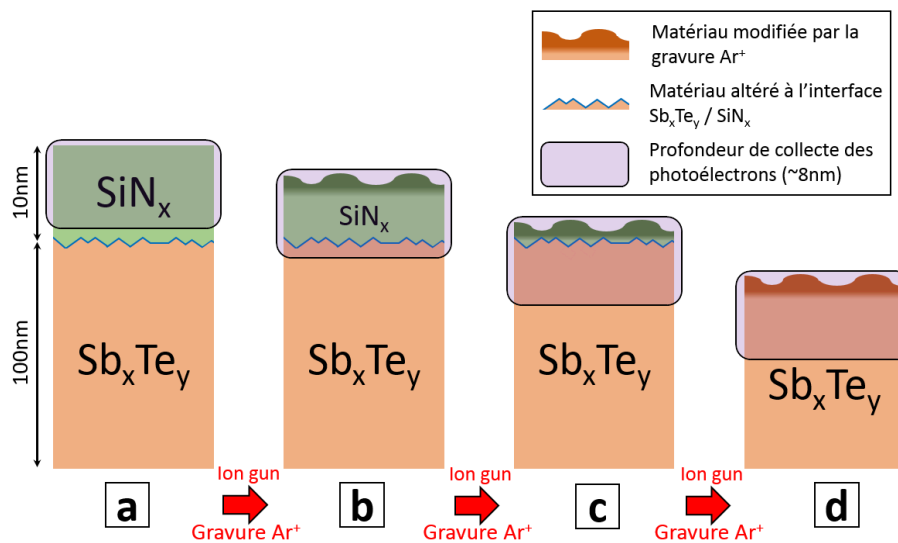 Matériau modifiée par la
gravure Ar⁺
Matériau altéré à l'interface
SbₓTeᵧ / SiNₓ
Profondeur de collecte des
photoélectrons (~8nm)
10nm
SiNₓ
SiNₓ
100nm
SbₓTeᵧ
SbₓTeᵧ
SbₓTeᵧ
SbₓTeᵧ
Ion gun
Ion gun
Ion gun
a
b
c
d
Gravure Ar⁺
Gravure Ar⁺
Gravure Ar⁺